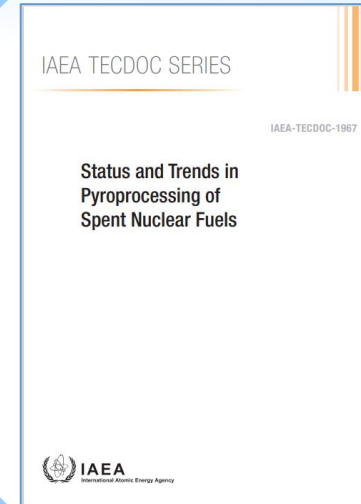 IAEA TECDOC SERIES
IAEA-TECDOC-1967
Status and Trends in
Pyroprocessing of
Spent Nuclear Fuels
IAEA
International Atomic Energy Agency